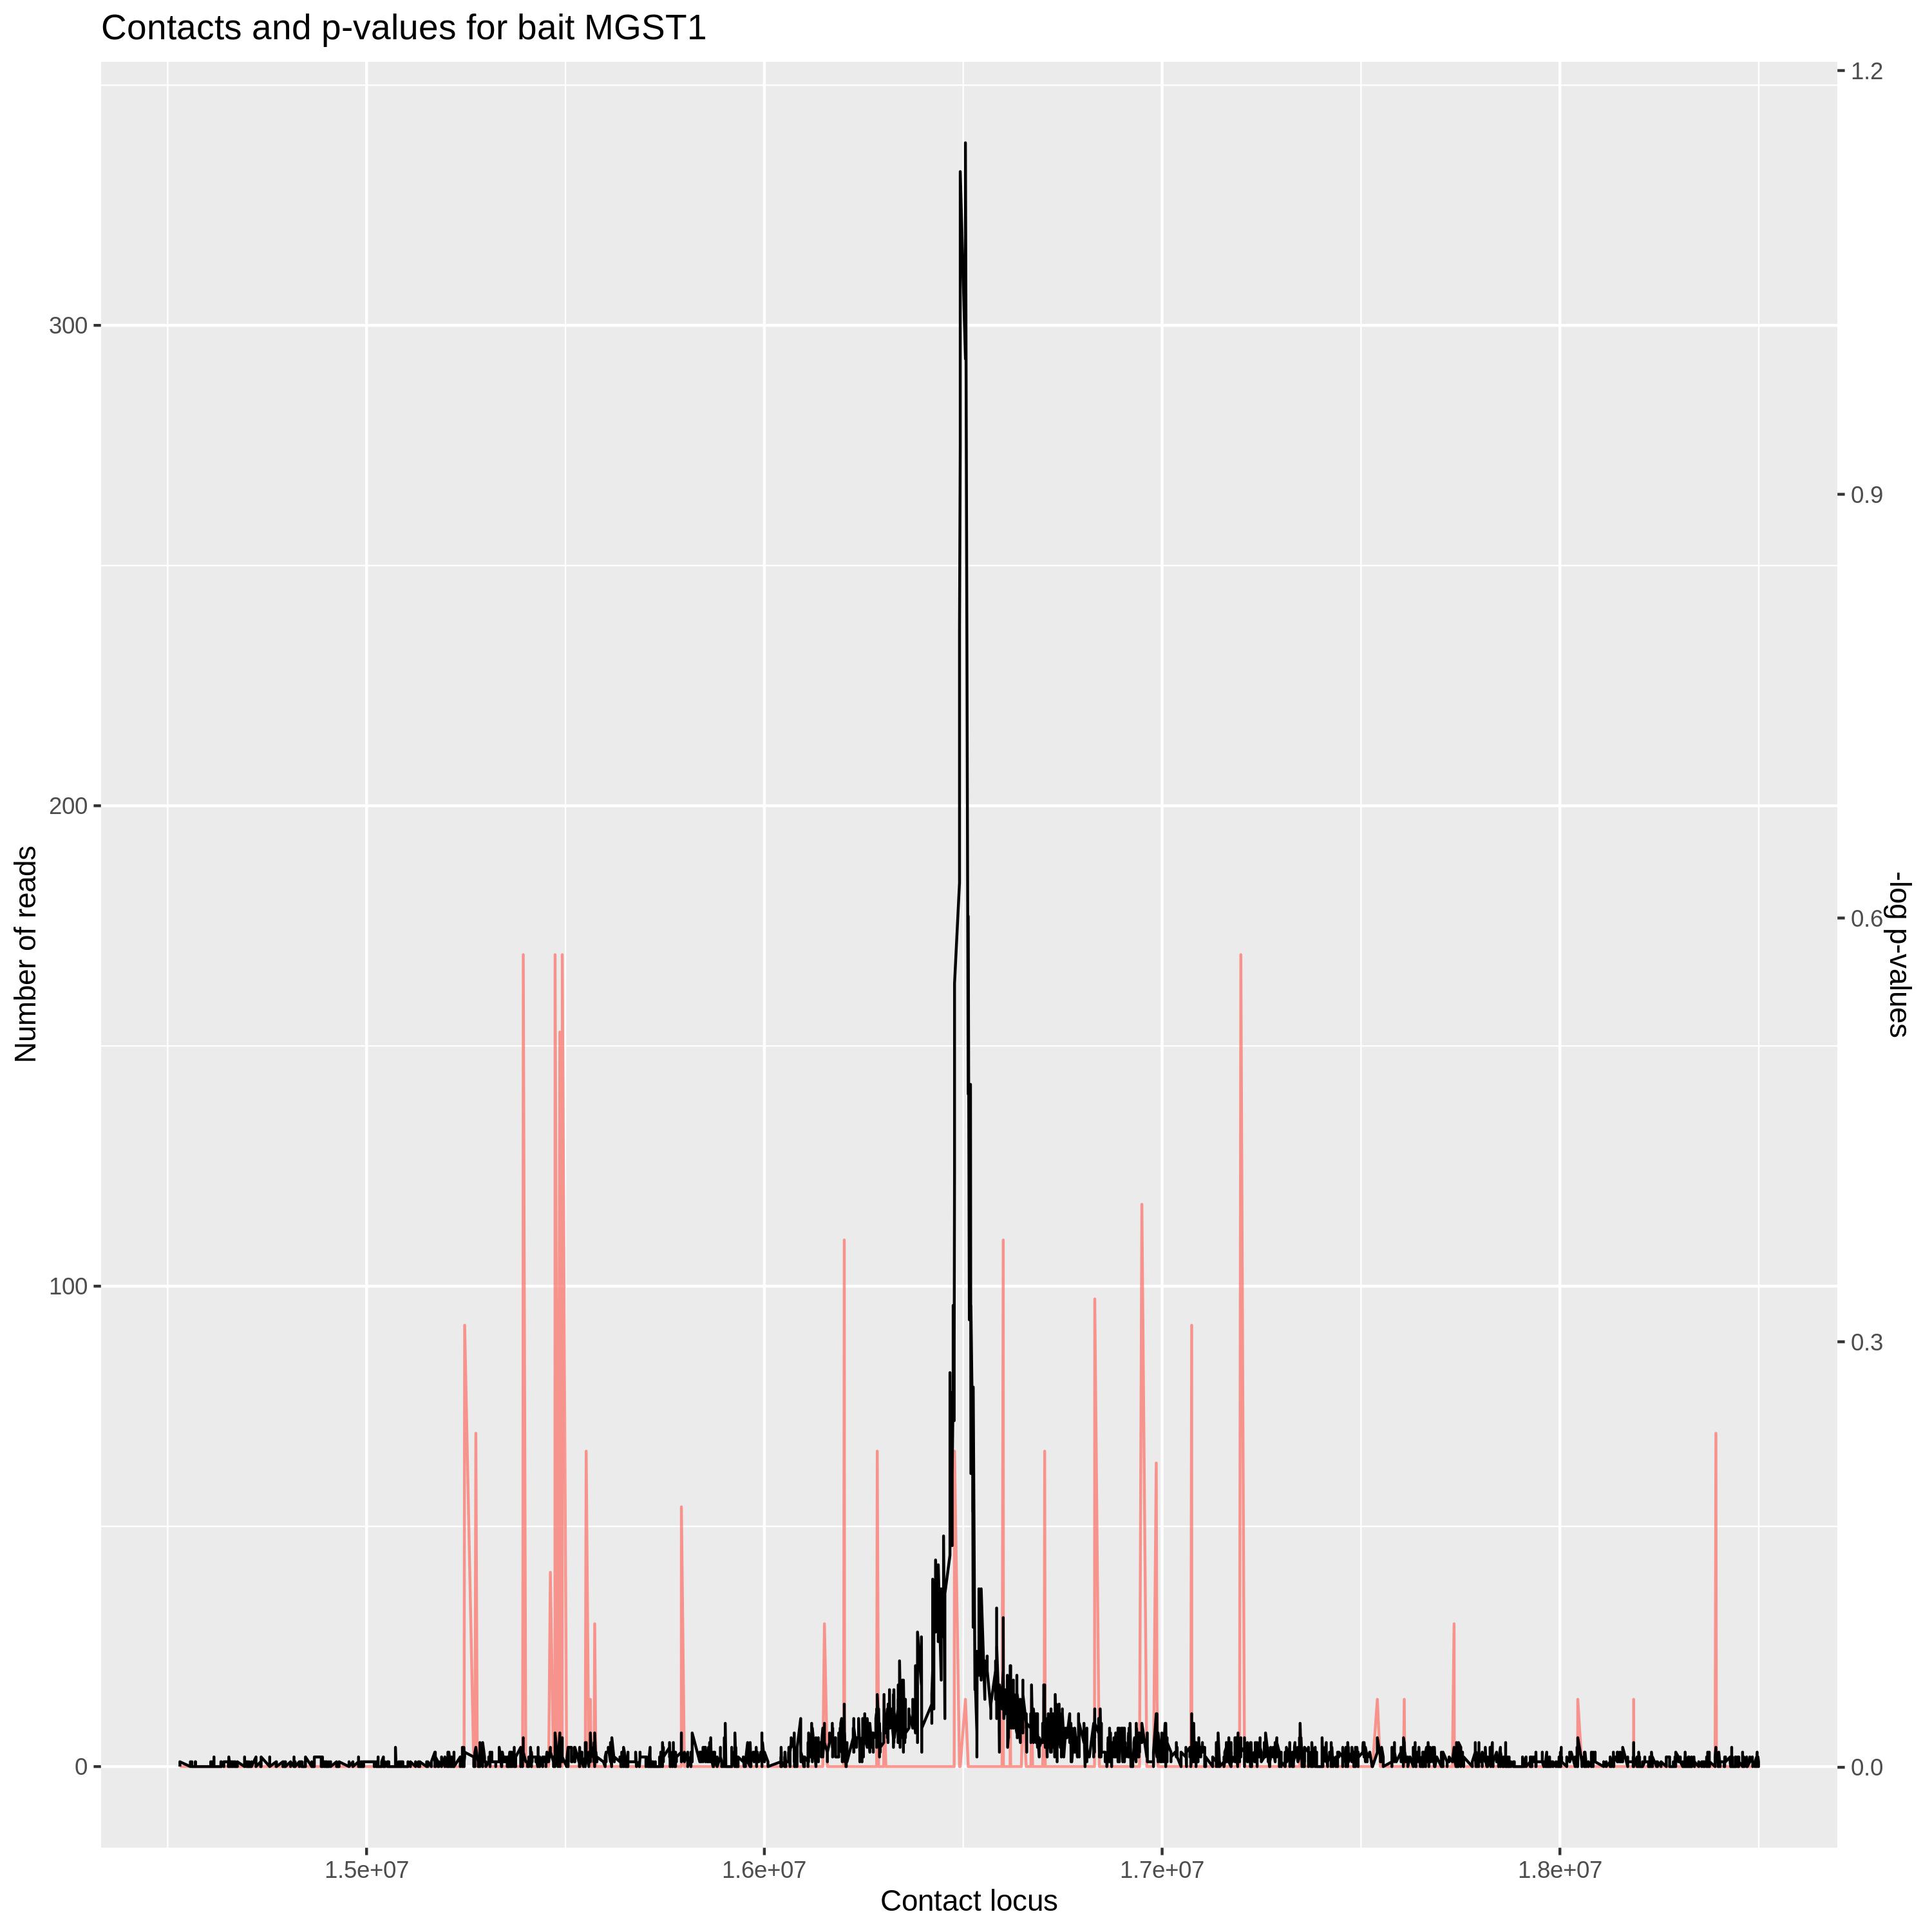 Contacts and p-values for bait MGST1
Number of reads
300
200
100
0
1.2
0.9
0.6
0.3
0.0
-log p-values
1.5e+07
1.6e+07
1.7e+07
1.8e+07
Contact locus